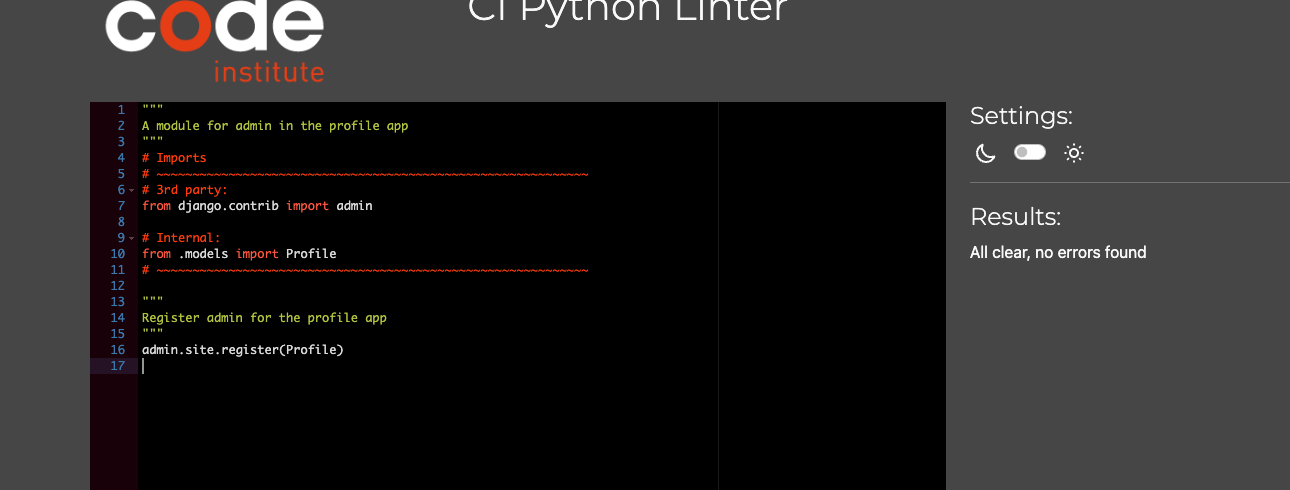 code
institute
CI Python Linter
1 """
2 A module for admin in the profile app
3 """
4 # Imports
5 # ~~~~~~~~~~~~~~~~~~~~~~~~~~~~~~~~~~~~~~~~~~~~~~~~~~~~~~~~~~~~
6 # 3rd party:
7 from django.contrib import admin
8
9 # Internal:
10 from .models import Profile
11 # ~~~~~~~~~~~~~~~~~~~~~~~~~~~~~~~~~~~~~~~~~~~~~~~~~~~~~~~~~~~~
12
13 """
14 Register admin for the profile app
15 """
16 admin.site.register(Profile)
17
Settings:
Results:
All clear, no errors found